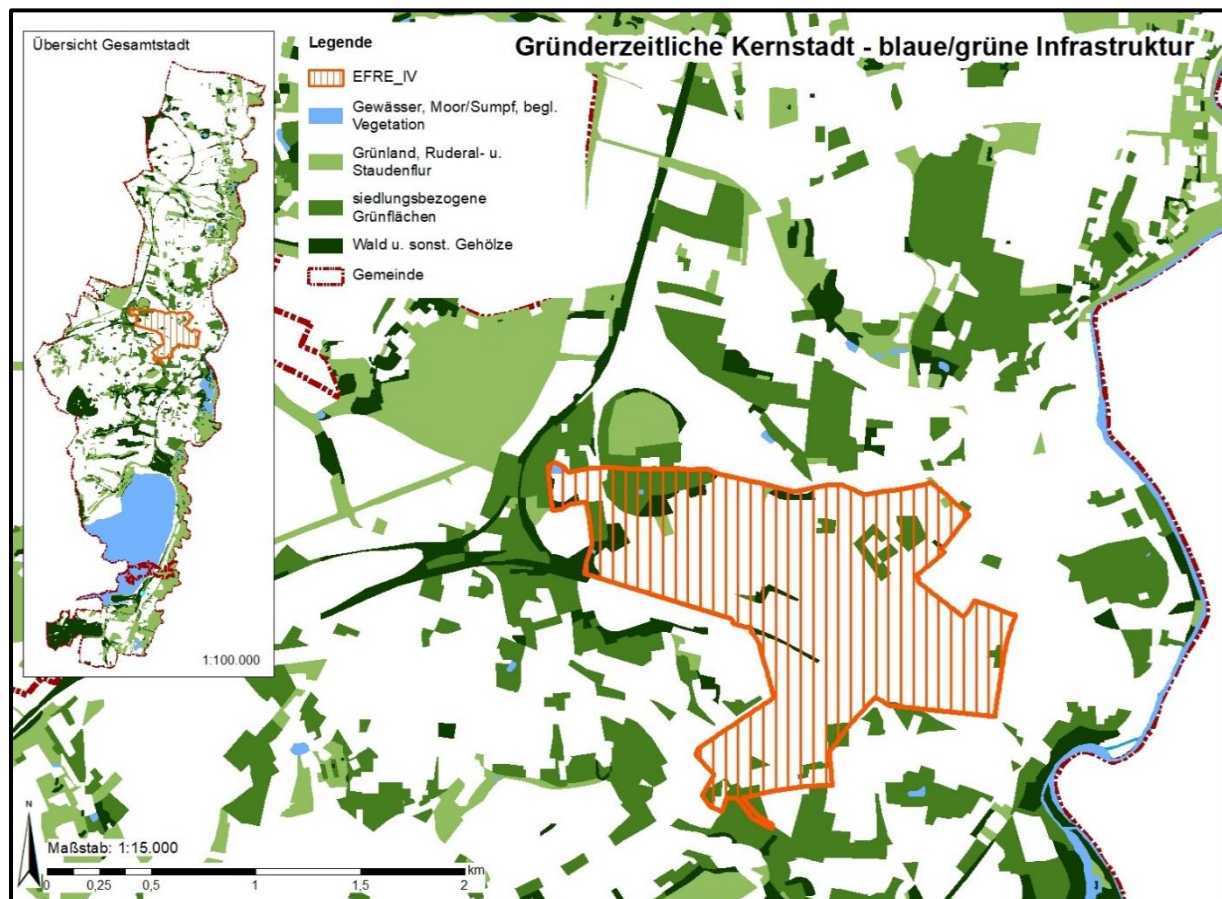 Übersicht Gesamtstadt
1:100.000
Legende
EFRE_IV
Gewässer, Moor/Sumpf, begl.
Vegetation
Grünland, Ruderal- u.
Staudenflur
siedlungsbezogene
Grünflächen
Wald u. sonst. Gehölze
Gemeinde
Gründerzeitliche Kernstadt - blaue/grüne Infrastruktur
N
Maßstab: 1:15.000
km
0 0,25 0,5 1 1,5 2